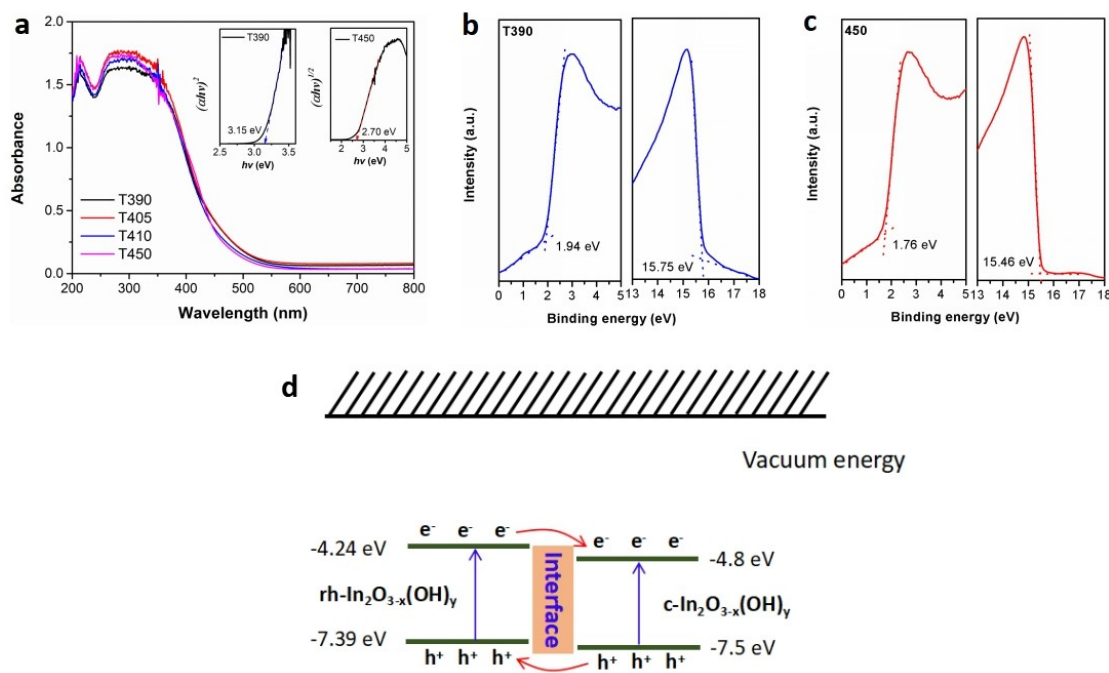 a
2.0
1.5
1.0
0.5
0.0
Absorbance
200 300 400 500 600 700 800
Wavelength (nm)
T390
T405
T410
T450
T390
(αhν)²
3.15 eV
2.5 3.0 3.5
hν (eV)
T450
(αhν)¹/²
2.70 eV
2 3 4 5
hν (eV)
b
T390
Intensity (a.u.)
1.94 eV
15.75 eV
0 1 2 3 4 5
13 14 15 16 17 18
Binding energy (eV)
c
450
Intensity (a.u.)
1.76 eV
15.46 eV
0 1 2 3 4 5
13 14 15 16 17 18
Binding energy (eV)
d
Vacuum energy
e⁻ e⁻ e⁻
e⁻ e⁻ e⁻
-4.24 eV
-4.8 eV
rh-In₂O₃₋ₓ(OH)ᵧ
Interface
c-In₂O₃₋ₓ(OH)ᵧ
-7.39 eV
-7.5 eV
h⁺ h⁺ h⁺
h⁺ h⁺ h⁺